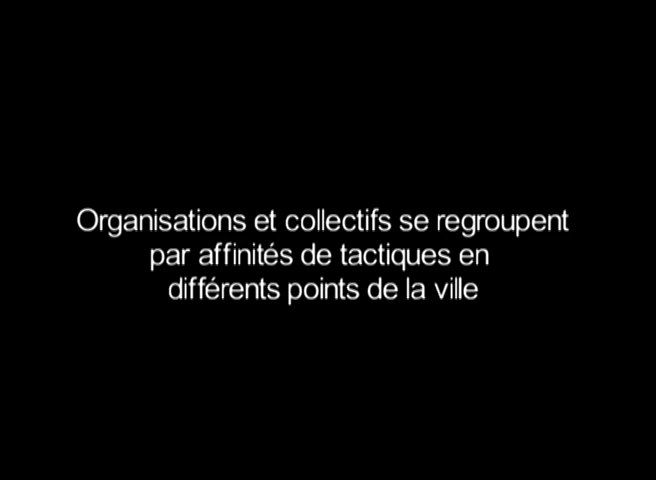 Organisations et collectifs se regroupent
par affinités de tactiques en
différents points de la ville